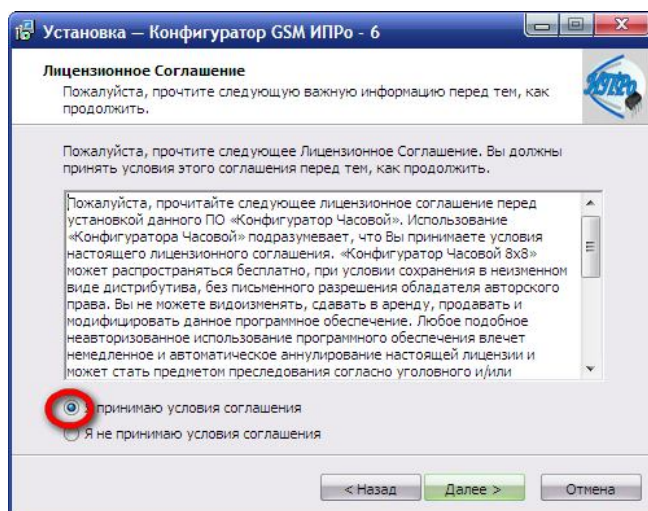 Установка — Конфигуратор GSM ИПРо - 6
Лицензионное Соглашение
Пожалуйста, прочтите следующую важную информацию перед тем, как
продолжить.
ИПРо
Пожалуйста, прочтите следующее Лицензионное Соглашение. Вы должны
принять условия этого соглашения перед тем, как продолжить.
Пожалуйста, прочитайте следующее лицензионное соглашение перед
установкой данного ПО «Конфигуратор Часовой». Использование
«Конфигуратора Часовой» подразумевает, что Вы принимаете условия
настоящего лицензионного соглашения. «Конфигуратор Часовой 8x8»
может распространяться бесплатно, при условии сохранения в неизменном
виде дистрибутива, без письменного разрешения обладателя авторского
права. Вы не можете видоизменять, сдавать в аренду, продавать и
модифицировать данное программное обеспечение. Любое подобное
неавторизованное использование программного обеспечения влечет
немедленное и автоматическое аннулирование настоящей лицензии и
может стать предметом преследования согласно уголовного и/или
Я принимаю условия соглашения
Я не принимаю условия соглашения
< Назад
Далее >
Отмена